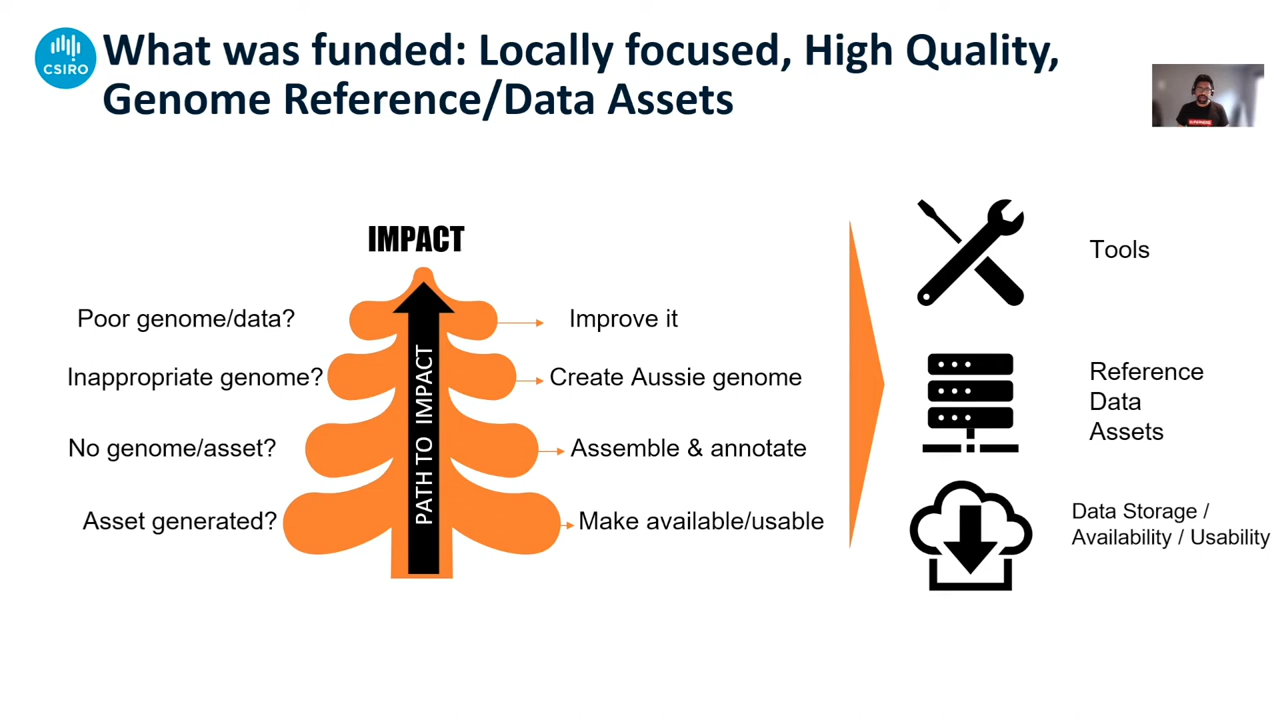 CSIRO
What was funded: Locally focused, High Quality,
Genome Reference/Data Assets
IMPACT
PATH TO IMPACT
Poor genome/data?
Improve it
Inappropriate genome?
Create Aussie genome
No genome/asset?
Assemble & annotate
Asset generated?
Make available/usable
Tools
Reference
Data
Assets
Data Storage /
Availability / Usability